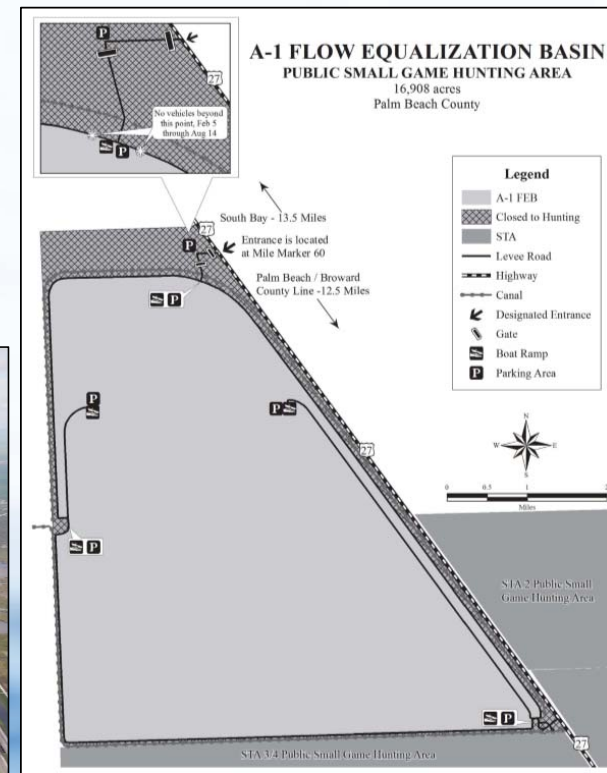 A-1 FLOW EQUALIZATION BASIN
PUBLIC SMALL GAME HUNTING AREA
16,908 acres
Palm Beach County
P
27
No vehicles beyond
this point, Feb 5
through Aug 14
P
Legend
A-1 FEB
Closed to Hunting
STA
Levee Road
Highway
Canal
Designated Entrance
Gate
Boat Ramp
P Parking Area
South Bay - 13.5 Miles
27
P
Entrance is located
at Mile Marker 60
Palm Beach / Broward
County Line -12.5 Miles
P
P
P
27
N
W E
S
0 0.5 1 2
Miles
P
STA 2 Public Small
Game Hunting Area
P
27
STA 3/4 Public Small Game Hunting Area